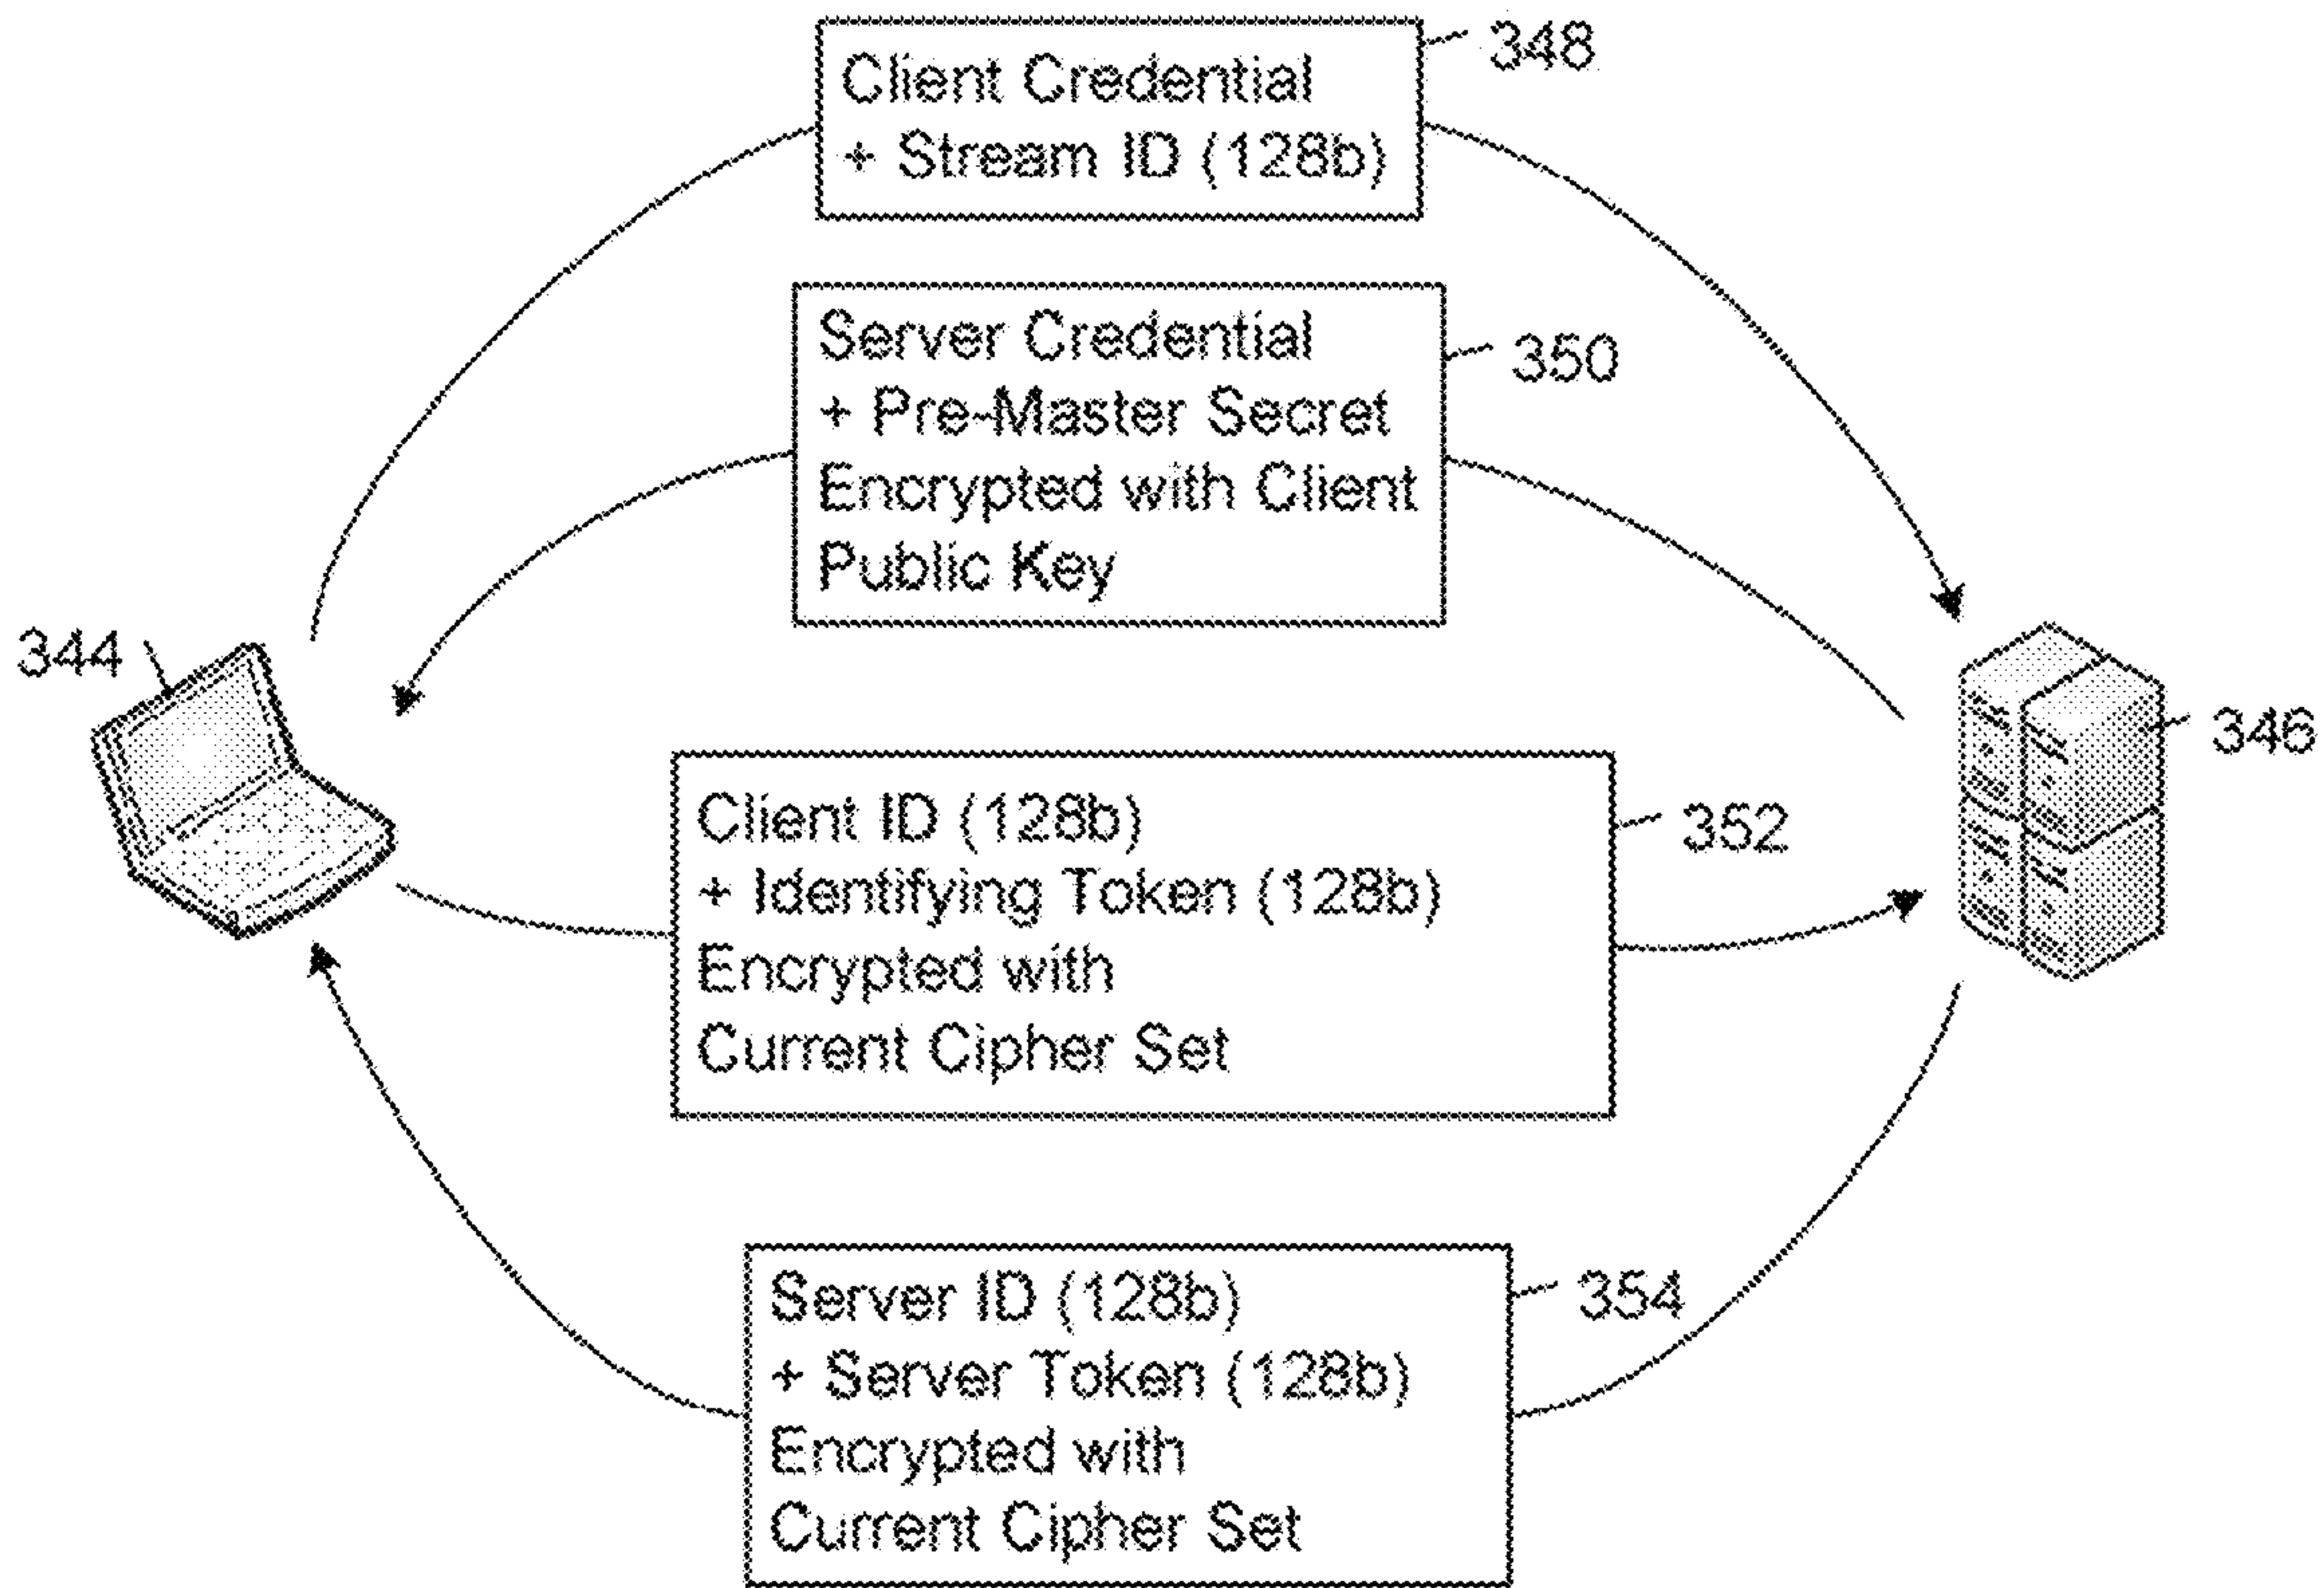 Client Credential
+ Stream ID (128b)
348
Server Credential
+ Pre-Master Secret
Encrypted with Client
Public Key
350
344
346
Client ID (128b)
+ Identifying Token (128b)
Encrypted with
Current Cipher Set
352
Server ID (128b)
+ Server Token (128b)
Encrypted with
Current Cipher Set
354